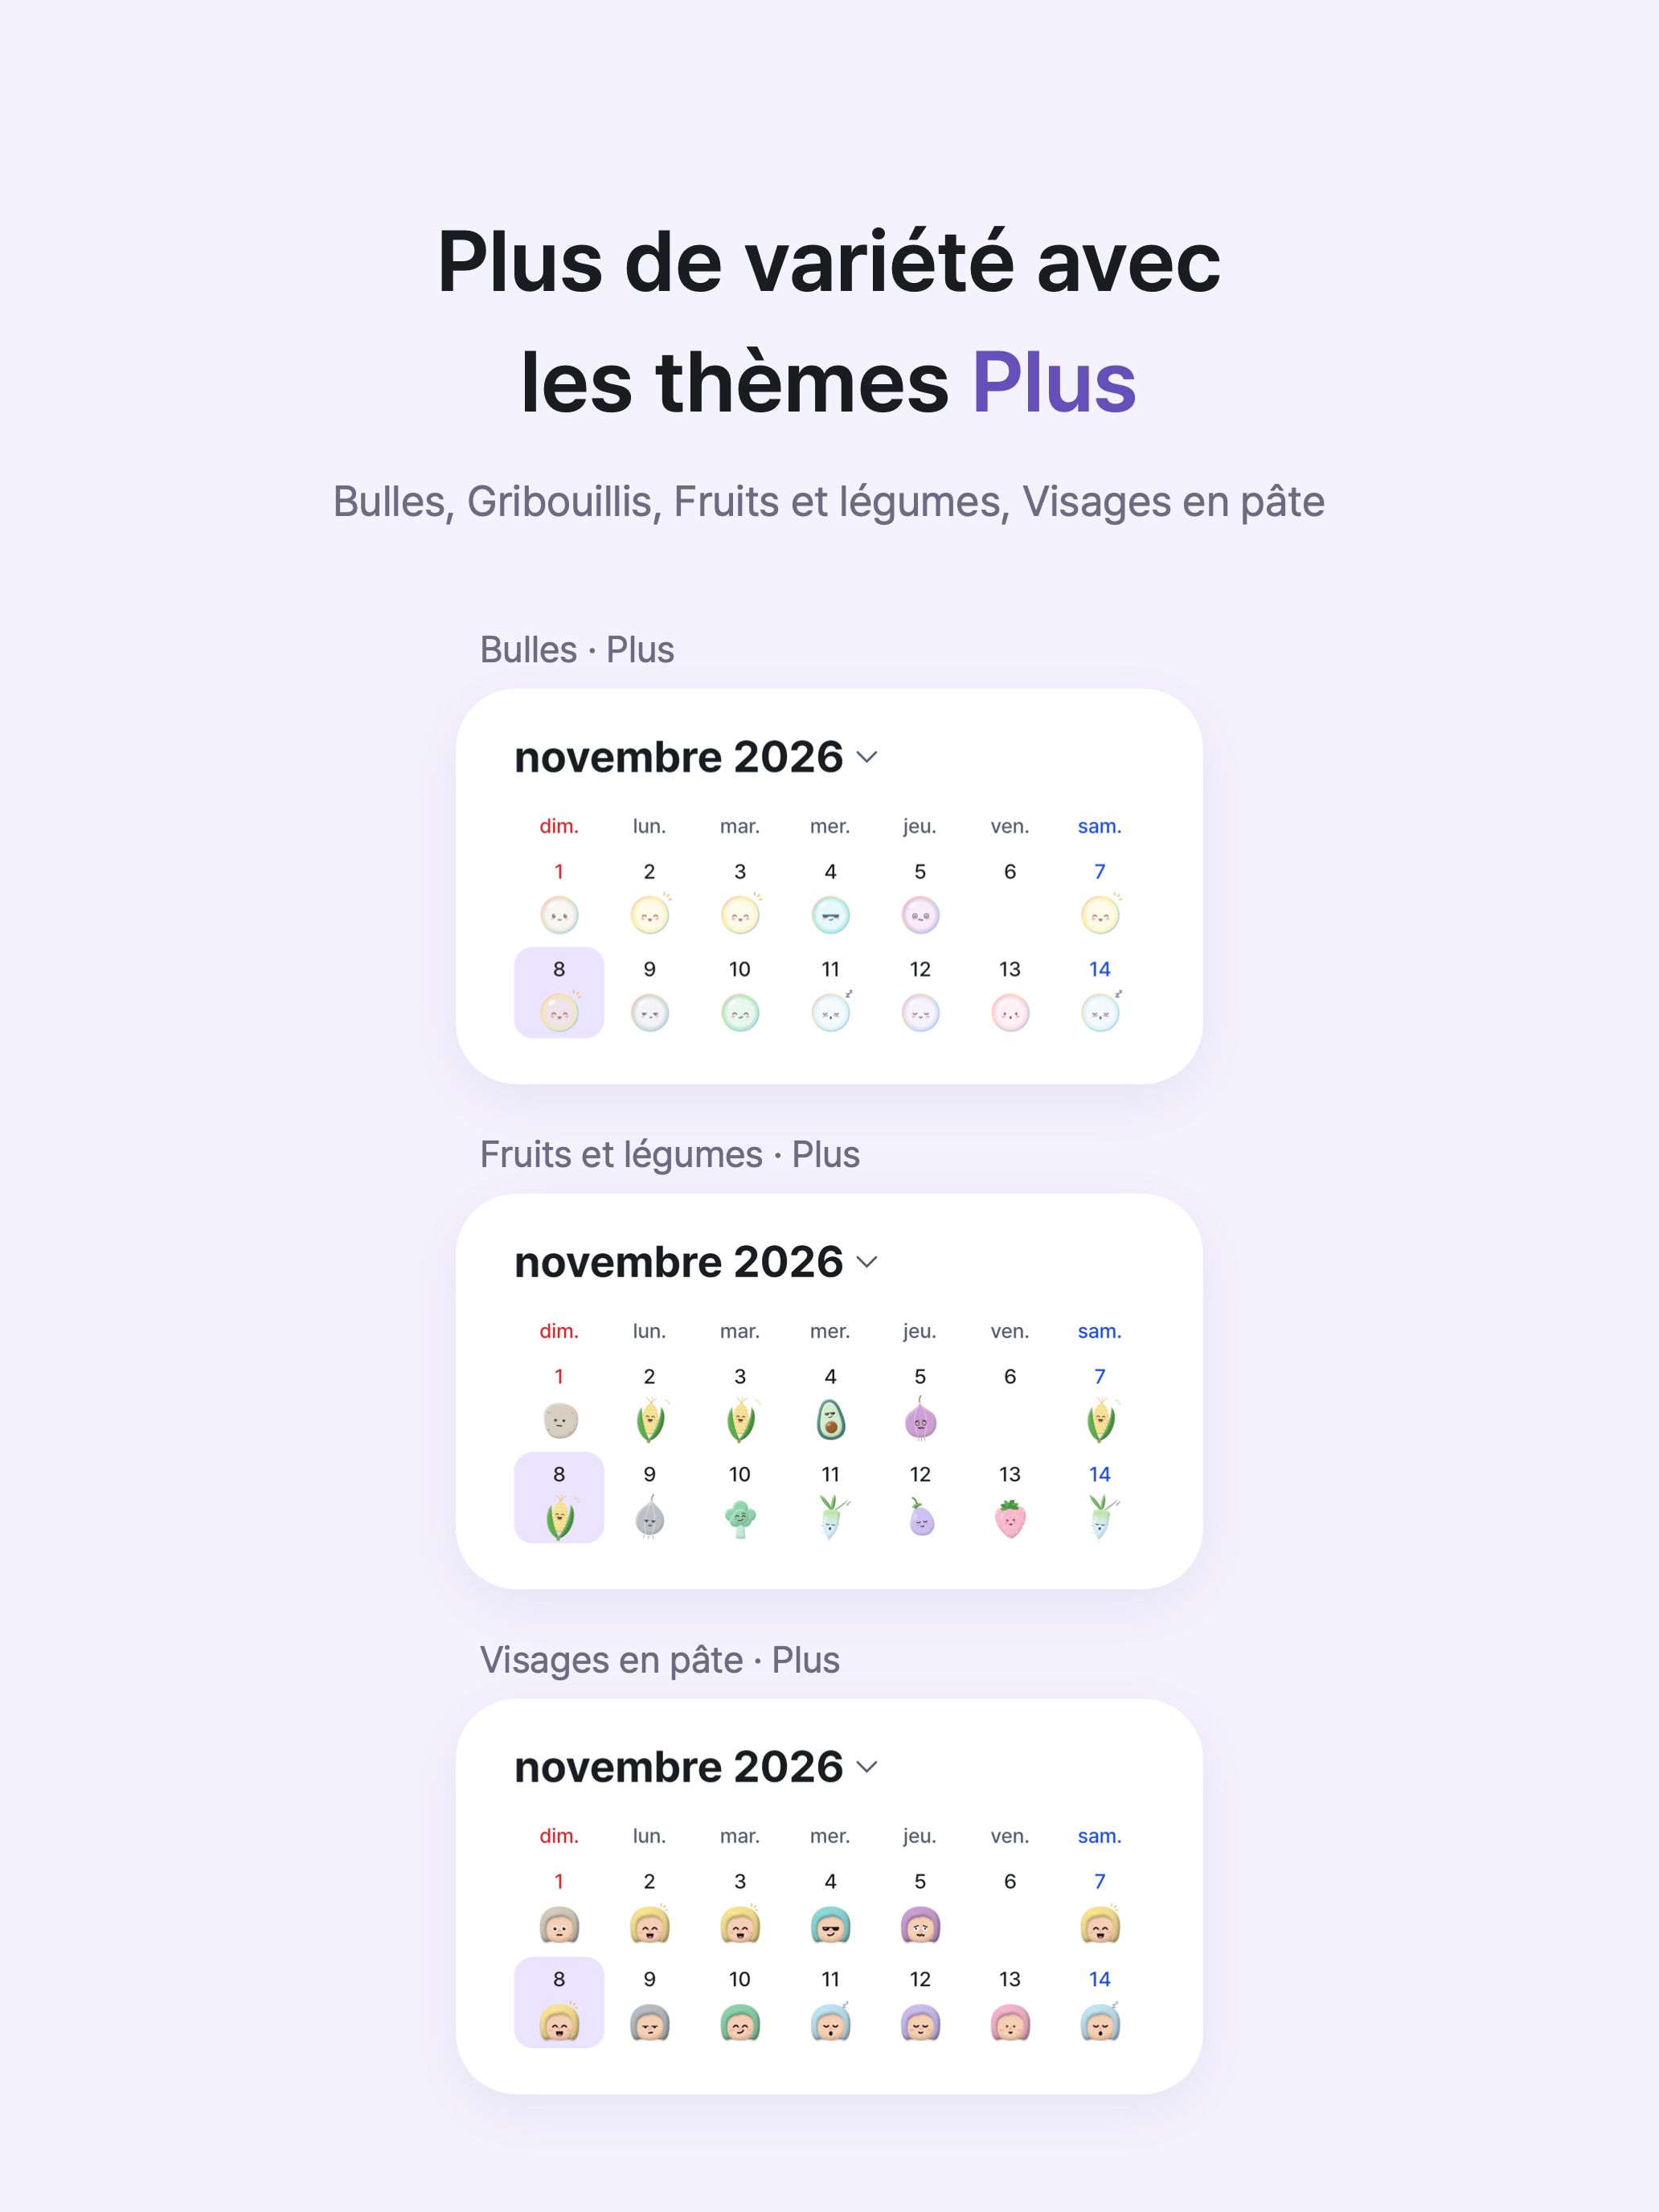 Plus de variété avec
les thèmes Plus
Bulles, Gribouillis, Fruits et légumes, Visages en pâte
Bulles · Plus
novembre 2026
dim. lun. mar. mer. jeu. ven. sam.
1 2 3 4 5 6 7
8 9 10 11 12 13 14
Fruits et légumes · Plus
novembre 2026
dim. lun. mar. mer. jeu. ven. sam.
1 2 3 4 5 6 7
8 9 10 11 12 13 14
Visages en pâte · Plus
novembre 2026
dim. lun. mar. mer. jeu. ven. sam.
1 2 3 4 5 6 7
8 9 10 11 12 13 14